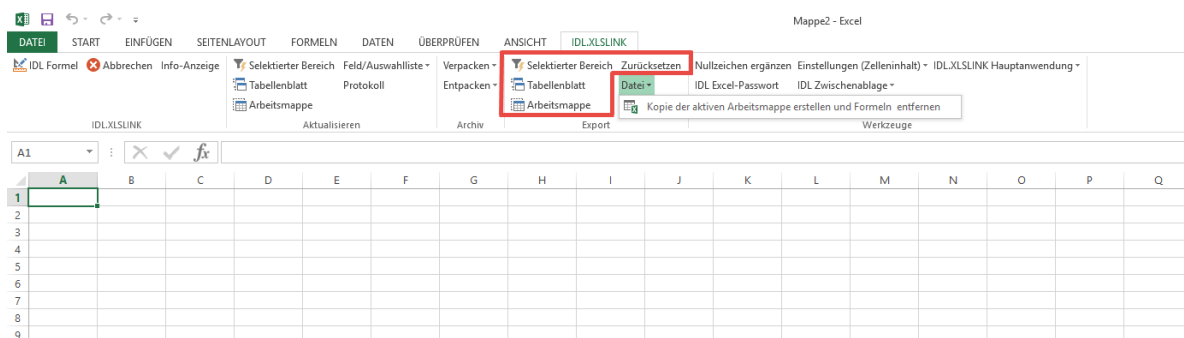 Mappe2 - Excel
DATEI START EINFÜGEN SEITENLAYOUT FORMELN DATEN ÜBERPRÜFEN ANSICHT IDL.XLSLINK
IDL Formel Abbrechen Info-Anzeige Selektierter Bereich Feld/Auswahlliste Verpacken Selektierter Bereich Zurücksetzen Nullzeichen ergänzen Einstellungen (Zelleninhalt) IDL.XLSLINK Hauptanwendung
Tabellenblatt Protokoll Entpacken Tabellenblatt Datei IDL Excel-Passwort IDL Zwischenablage
Arbeitsmappe Arbeitsmappe Kopie der aktiven Arbeitsmappe erstellen und Formeln entfernen
IDL.XLSLINK Aktualisieren Archiv Export Werkzeuge
A1 fx
A B C D E F G H I J K L M N O P Q
1
2
3
4
5
6
7
8
9